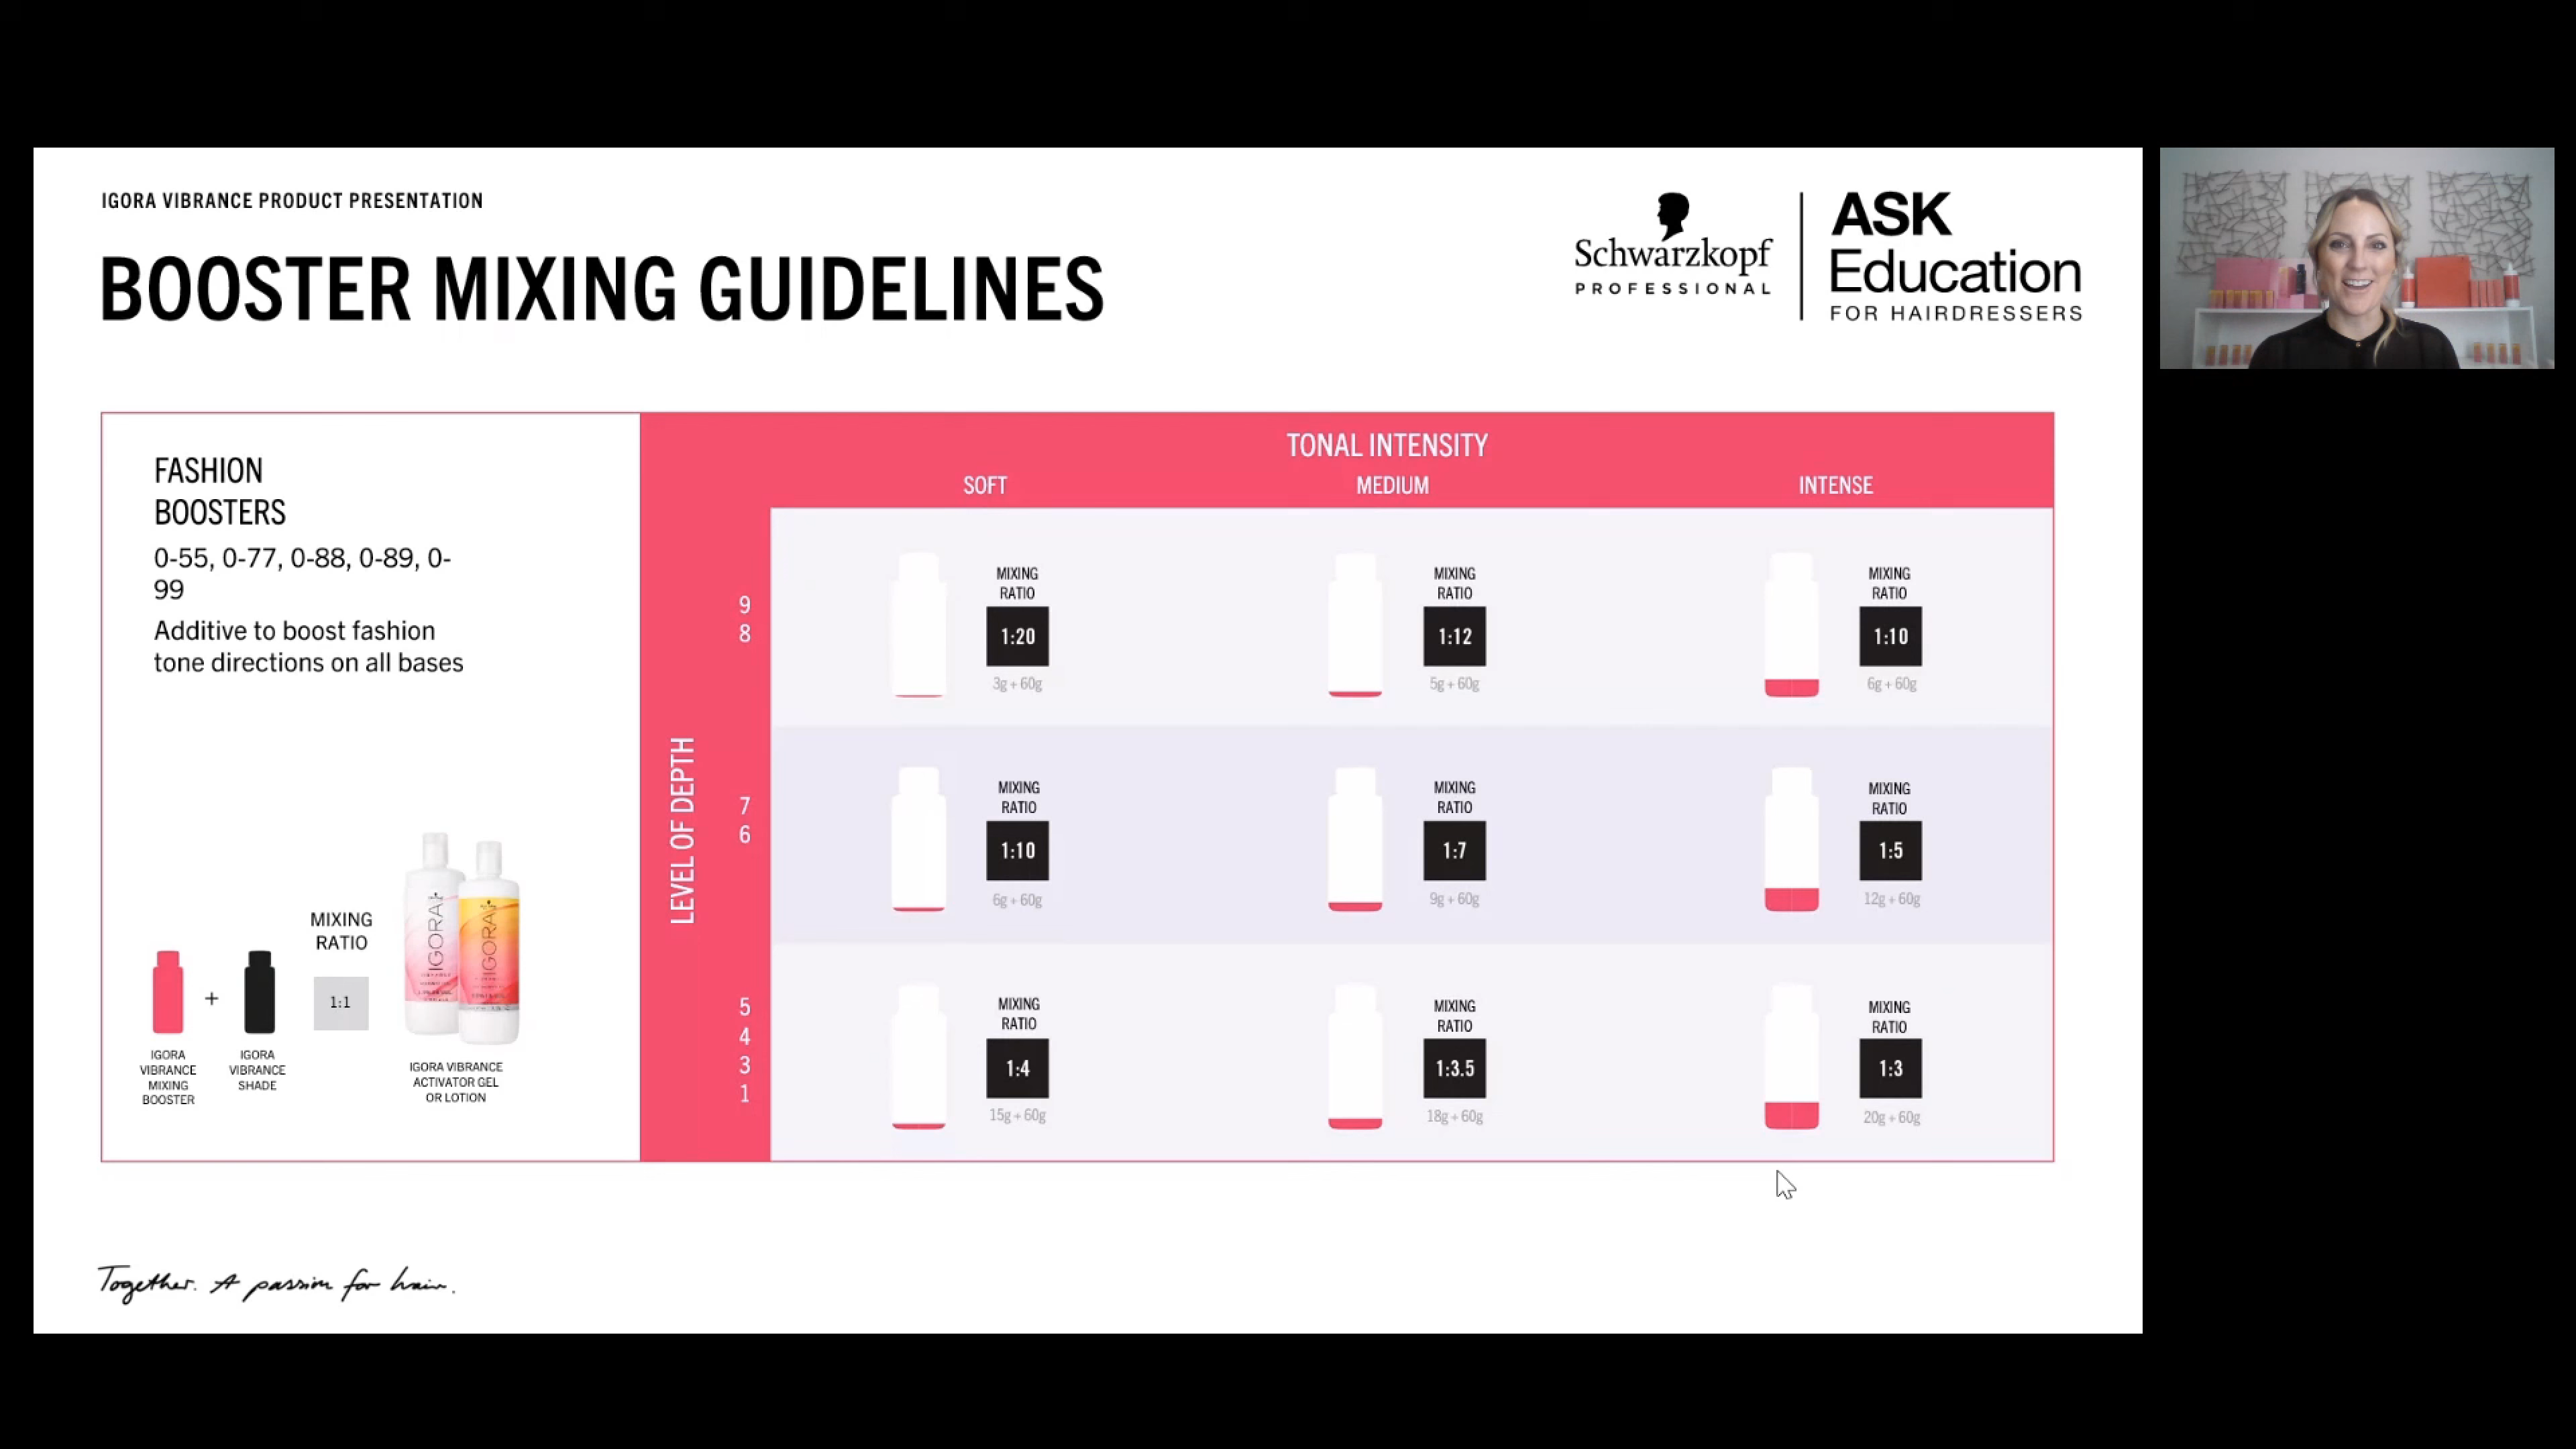 IGORA VIBRANCE PRODUCT PRESENTATION
BOOSTER MIXING GUIDELINES
Schwarzkopf
PROFESSIONAL
ASK
Education
FOR HAIRDRESSERS
FASHION
BOOSTERS
0-55, 0-77, 0-88, 0-89, 0-
99
Additive to boost fashion
tone directions on all bases
MIXING
RATIO
+
1:1
IGORA
IGORA
IGORA
VIBRANCE
MIXING
BOOSTER
IGORA
VIBRANCE
SHADE
IGORA VIBRANCE
ACTIVATOR GEL
OR LOTION
TONAL INTENSITY
SOFT
MEDIUM
INTENSE
LEVEL OF DEPTH
9
8
MIXING
RATIO
1:20
3g + 60g
MIXING
RATIO
1:12
5g + 60g
MIXING
RATIO
1:10
6g + 60g
7
6
MIXING
RATIO
1:10
6g + 60g
MIXING
RATIO
1:7
9g + 60g
MIXING
RATIO
1:5
12g + 60g
5
4
3
1
MIXING
RATIO
1:4
15g + 60g
MIXING
RATIO
1:3.5
18g + 60g
MIXING
RATIO
1:3
20g + 60g
Together. A passion for hair.